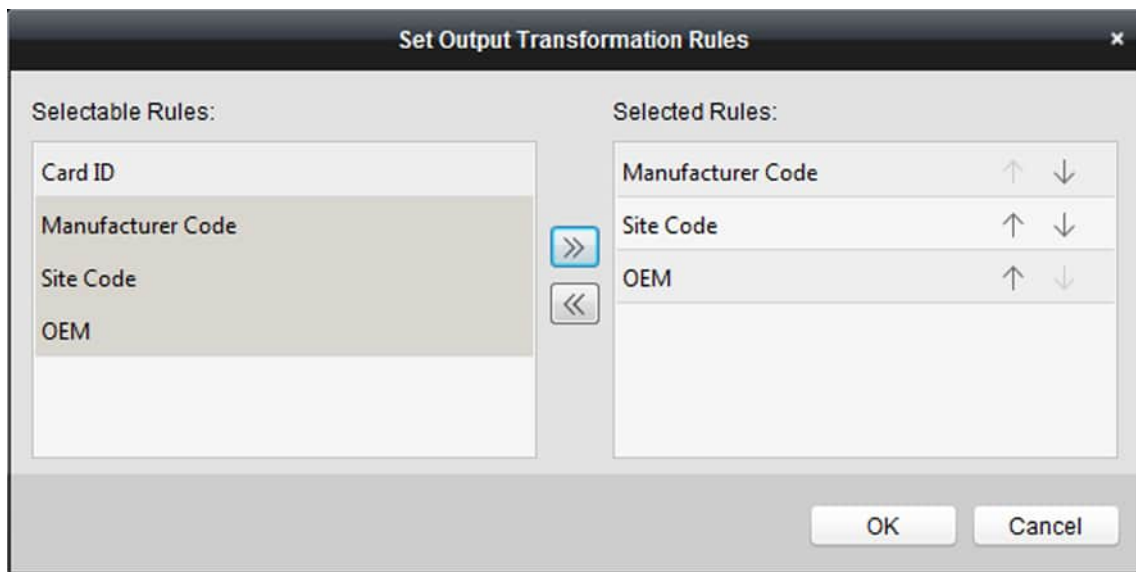 Set Output Transformation Rules
Selectable Rules:
Selected Rules:
Card ID
Manufacturer Code
Site Code
OEM
Manufacturer Code
Site Code
OEM
OK
Cancel